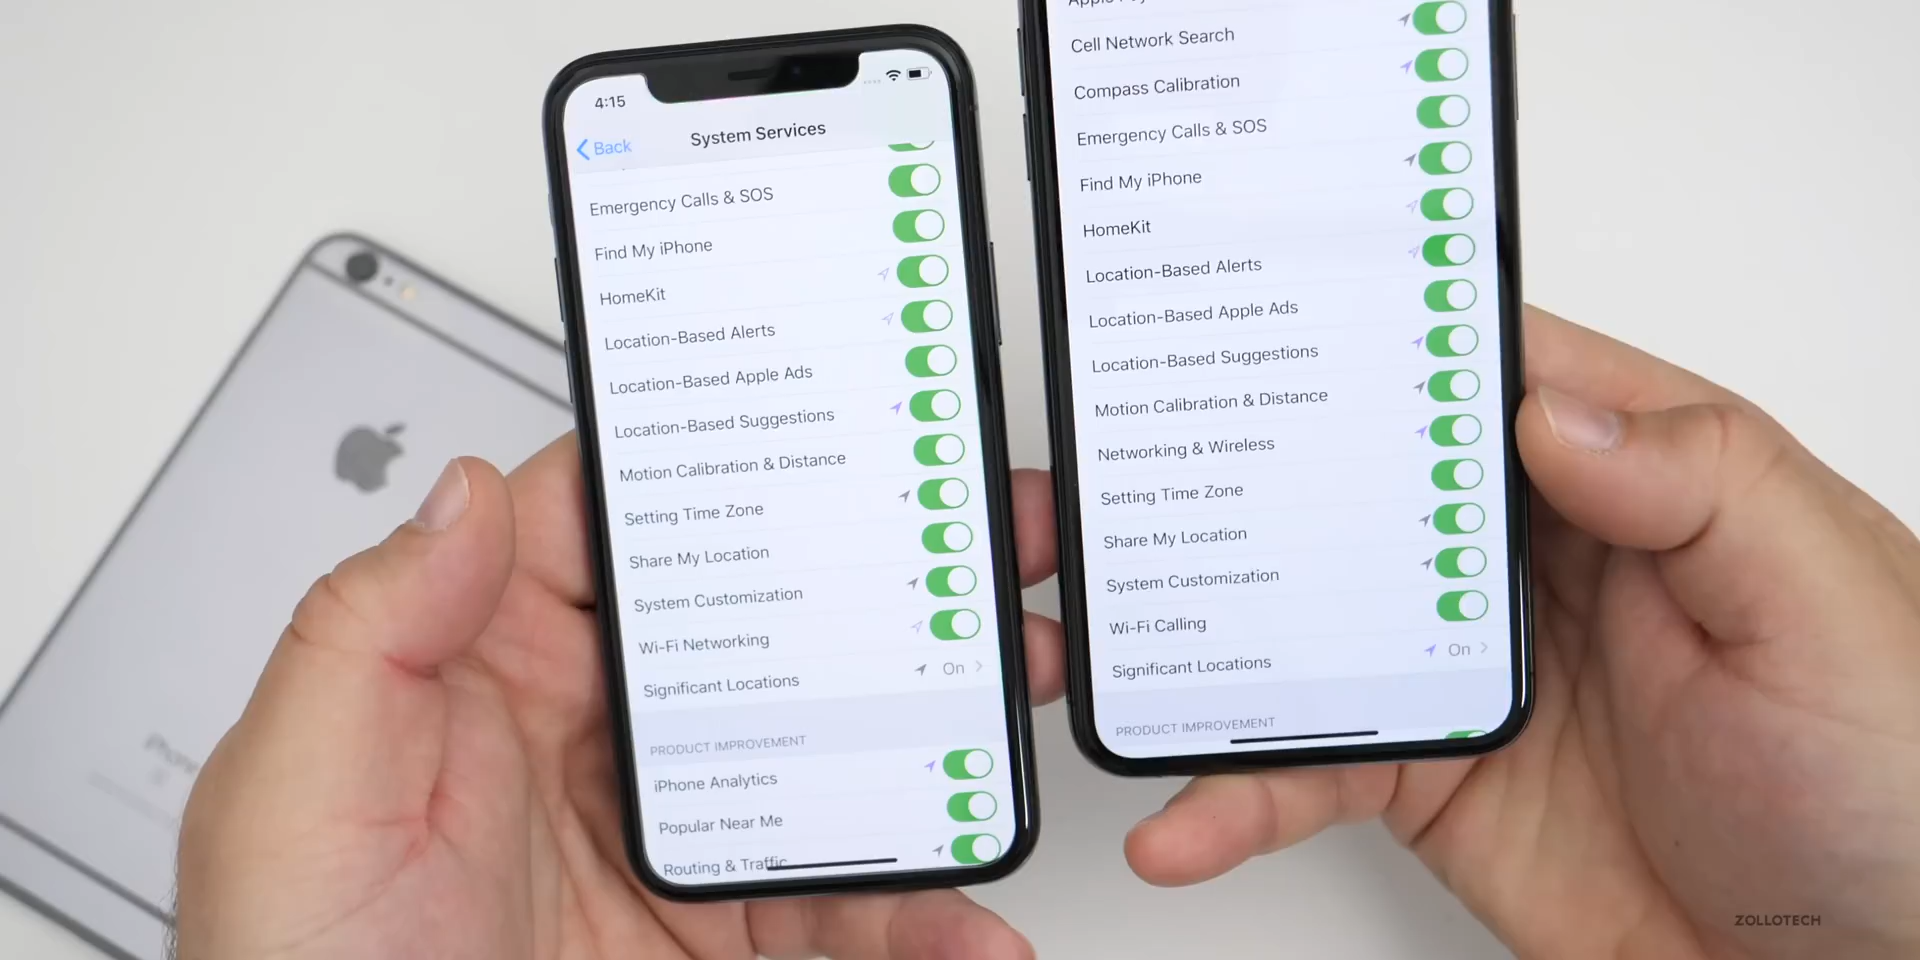 4:15
Back
System Services
Emergency Calls & SOS
Find My iPhone
HomeKit
Location-Based Alerts
Location-Based Apple Ads
Location-Based Suggestions
Motion Calibration & Distance
Setting Time Zone
Share My Location
System Customization
Wi-Fi Networking
Significant Locations On
PRODUCT IMPROVEMENT
iPhone Analytics
Popular Near Me
Routing & Traffic
Cell Network Search
Compass Calibration
Emergency Calls & SOS
Find My iPhone
HomeKit
Location-Based Alerts
Location-Based Apple Ads
Location-Based Suggestions
Motion Calibration & Distance
Networking & Wireless
Setting Time Zone
Share My Location
System Customization
Wi-Fi Calling
Significant Locations On
PRODUCT IMPROVEMENT
ZOLLOTECH